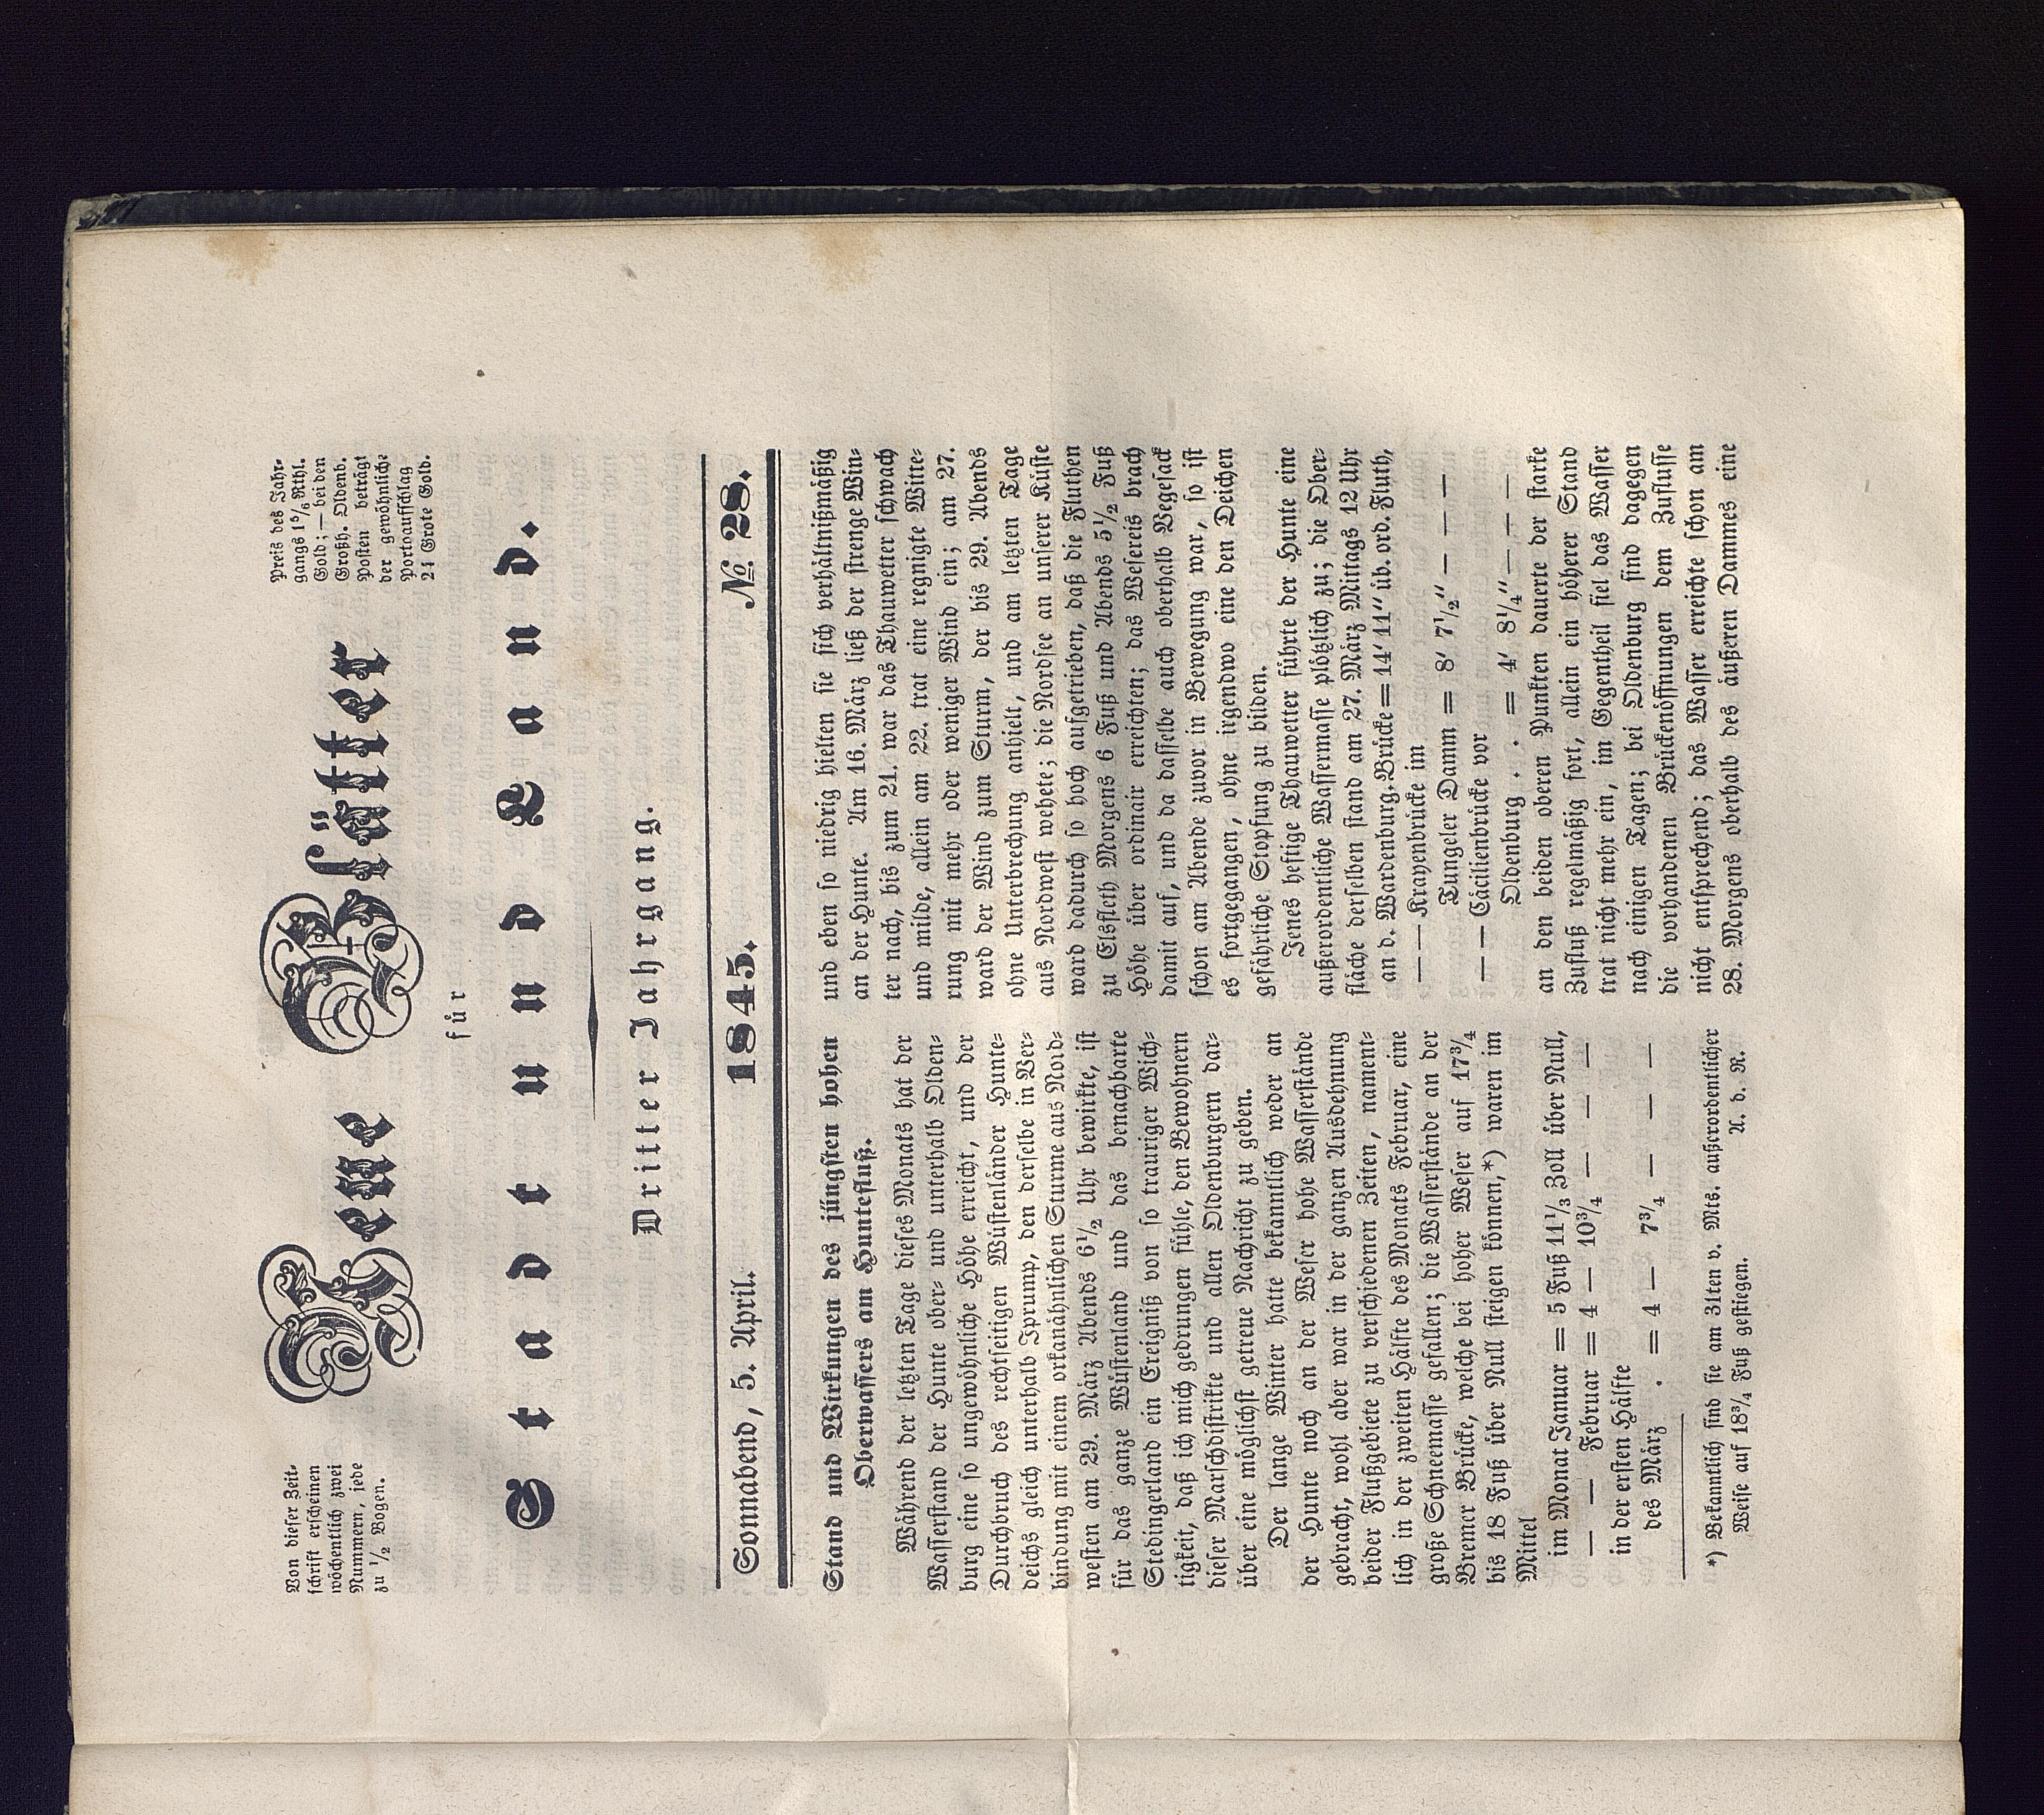 Von dieser Zeit-
schrift erscheinen
wöchentlich zwei
Nummern, jede
zu ½ Bogen.
Neue Blätter
Preis des Jahr-
gangs 1⅚ Rthl.
Gold; — bei den
Großh. Oldenb.
Posten beträgt
der gewöhnliche
Portoaufschlag
24 Grote Gold.
für
Stadt und Land.
Dritter Jahrgang.
Sonnabend, 5. April. 1845. No. 28.
Stand und Wirkungen des jüngsten hohen
Oberwassers am Huntefluß.
Während der letzten Tage dieses Monats hat der
Wasserstand der Hunte ober- und unterhalb Olden-
burg eine so ungewöhnliche Höhe erreicht, und der
Durchbruch des rechtseitigen Wüstenländer Hunte-
deichs gleich unterhalb Iprump, den derselbe in Ver-
bindung mit einem orkanähnlichen Sturme aus Nord-
westen am 29. März Abends 6½ Uhr bewirkte, ist
für das ganze Wüstenland und das benachbarte
Stedingerland ein Ereigniß von so trauriger Wich-
tigkeit, daß ich mich gedrungen fühle, den Bewohnern
dieser Marschdistrikte und allen Oldenburgern dar-
über eine möglichst getreue Nachricht zu geben.
Der lange Winter hatte bekanntlich weder an
der Hunte noch an der Weser hohe Wasserstände
gebracht, wohl aber war in der ganzen Ausdehnung
beider Flußgebiete zu verschiedenen Zeiten, nament-
lich in der zweiten Hälfte des Monats Februar, eine
große Schneemasse gefallen; die Wasserstände an der
Bremer Brücke, welche bei hoher Weser auf 17¾
bis 18 Fuß über Null steigen können,*) waren im
Mittel
im Monat Januar = 5 Fuß 11⅓ Zoll über Null,
— — Februar = 4 — 10¾ — — —
in der ersten Hälfte
des März . = 4 — 7¾ — — —
*) Bekanntlich sind sie am 31ten v. Mts. außerordentlicher
Weise auf 18¾ Fuß gestiegen. A. d. R.
und eben so niedrig hielten sie sich verhältnißmäßig
an der Hunte. Am 16. März ließ der strenge Win-
ter nach, bis zum 21. war das Thauwetter schwach
und milde, allein am 22. trat eine regnigte Witte-
rung mit mehr oder weniger Wind ein; am 27.
ward der Wind zum Sturm, der bis 29. Abends
ohne Unterbrechung anhielt, und am letzten Tage
aus Nordwest wehete; die Nordsee an unserer Küste
ward dadurch so hoch aufgetrieben, daß die Fluthen
zu Elsfleth Morgens 6 Fuß und Abends 5½ Fuß
Höhe über ordinair erreichten; das Wesereis brach
damit auf, und da dasselbe auch oberhalb Vegesack
schon am Abende zuvor in Bewegung war, so ist
es fortgegangen, ohne irgendwo eine den Deichen
gefährliche Stopfung zu bilden.
Jenes heftige Thauwetter führte der Hunte eine
außerordentliche Wassermasse plötzlich zu; die Ober-
fläche derselben stand am 27. März Mittags 12 Uhr
an d. Wardenburg. Brücke = 14′ 11″ üb. ord. Fluth,
— — Krayenbrücke im
Tungeler Damm = 8′ 7½″ — — —
— — Cäcilienbrücke vor
Oldenburg . . = 4′ 8¼″ — — —
an den beiden oberen Punkten dauerte der starke
Zufluß regelmäßig fort, allein ein höherer Stand
trat nicht mehr ein, im Gegentheil fiel das Wasser
nach einigen Tagen; bei Oldenburg sind dagegen
die vorhandenen Brückenöffnungen dem Zuflusse
nicht entsprechend; das Wasser erreichte schon am
28. Morgens oberhalb des äußeren Dammes eine